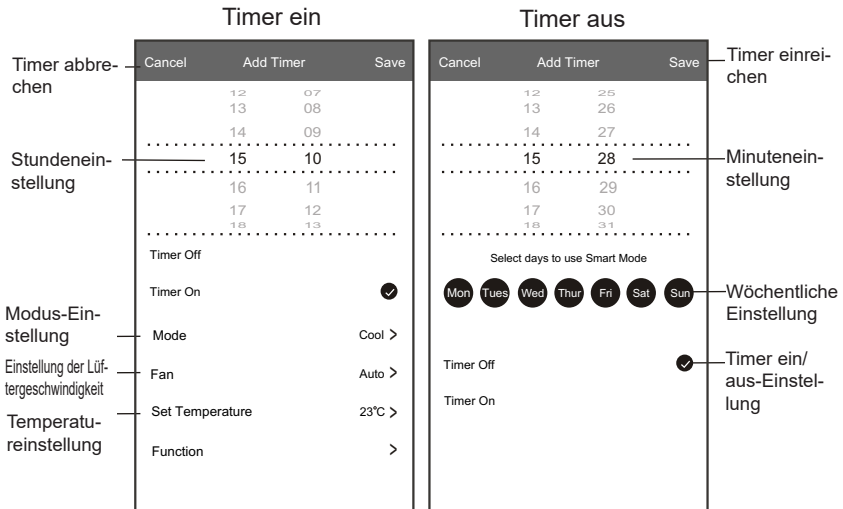 Timer ein
Timer aus
Timer abbre-
chen
Stundenein-
stellung
Modus-Ein-
stellung
Einstellung der Lüf-
tergeschwindigkeit
Temperatu-
reinstellung
Cancel Add Timer Save
12 07
13 08
14 09
15 10
16 11
17 12
18 13
Timer Off
Timer On
Mode Cool >
Fan Auto >
Set Temperature 23°C >
Function >
Cancel Add Timer Save
12 25
13 26
14 27
15 28
16 29
17 30
18 31
Select days to use Smart Mode
Mon Tues Wed Thur Fri Sat Sun
Timer Off
Timer On
Timer einrei-
chen
Minutenein-
stellung
Wöchentliche
Einstellung
Timer ein/
aus-Einstel-
lung